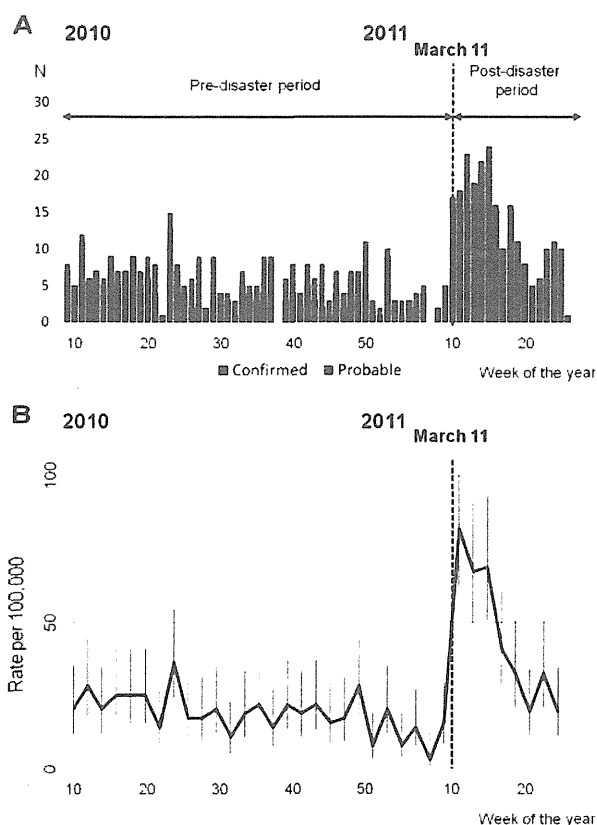 A
2010
2011
March 11
N
Pre-disaster period
Post-disaster
period
30
25
20
15
10
5
0
10 20 30 40 50 10 20
Confirmed Probable
Week of the year
B
2010
2011
March 11
100
50
0
Rate per 100,000
10 20 30 40 50 10 20
Week of the year